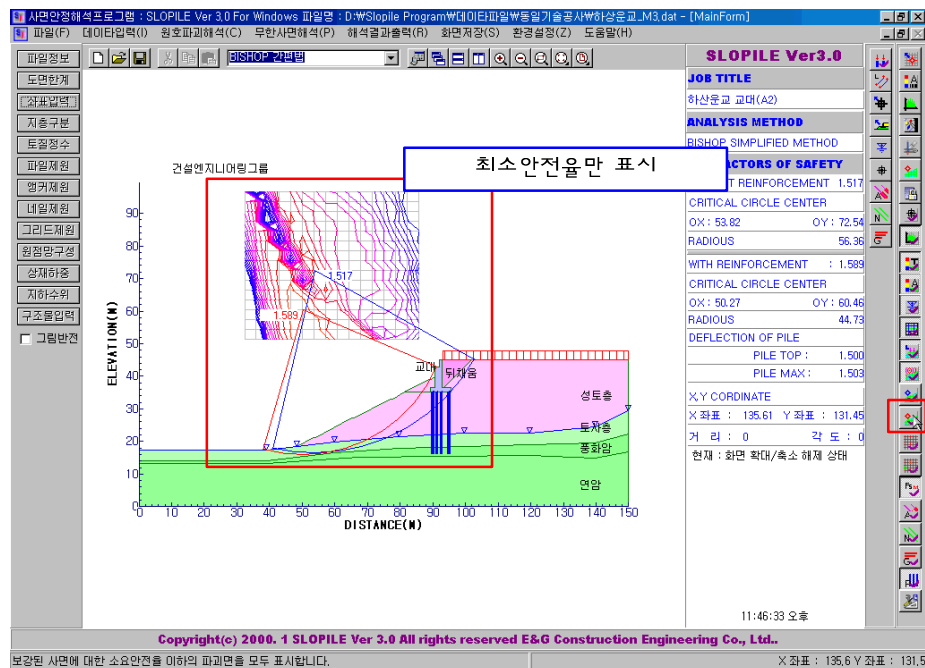 사면안정해석프로그램 : SLOPILE Ver 3,0 For Windows 파일명 : D:₩Slopile Program₩데이타파일₩동일기술공사₩하상운교_M3.dat - [MainForm]
파일(F) 데이타입력(I) 원호파괴해석(C) 무한사면해석(P) 해석결과출력(R) 화면저장(S) 환경설정(Z) 도움말(H)
파일정보
도면한계
좌표입력
지층구분
토질정수
파일제원
앵커제원
네일제원
그리드제원
원점망구성
상재하중
지하수위
구조물입력
그림반전
BISHOP 간편법
건설엔지니어링그룹
최소안전율만 표시
ELEVATION(M)
90
80
70
60
50
40
30
20
10
0
1.517
1.589
교대
뒤채움
성토층
토사층
풍화암
연암
0 10 20 30 40 50 60 70 80 90 100 110 120 130 140 150
DISTANCE(M)
SLOPILE Ver3.0
JOB TITLE
하산운교 교대(A2)
ANALYSIS METHOD
BISHOP SIMPLIFIED METHOD
ACTORS OF SAFETY
T REINFORCEMENT 1.517
CRITICAL CIRCLE CENTER
OX : 53.82 OY : 72.54
RADIOUS 56.36
WITH REINFORCEMENT : 1.589
CRITICAL CIRCLE CENTER
OX : 50.27 OY : 60.46
RADIOUS 44.73
DEFLECTION OF PILE
PILE TOP : 1.500
PILE MAX : 1.503
X,Y CORDINATE
X 좌표 : 135.61 Y 좌표 : 131.45
거 리 : 0 각 도 : 0
현재 : 화면 확대/축소 해제 상태
11:46:33 오후
Copyright(c) 2000. 1 SLOPILE Ver 3.0 All rights reserved E&G Construction Engineering Co., Ltd..
보강된 사면에 대한 소요안전율 이하의 파괴면을 모두 표시합니다.
X 좌표 : 135,6 Y 좌표 : 131,5